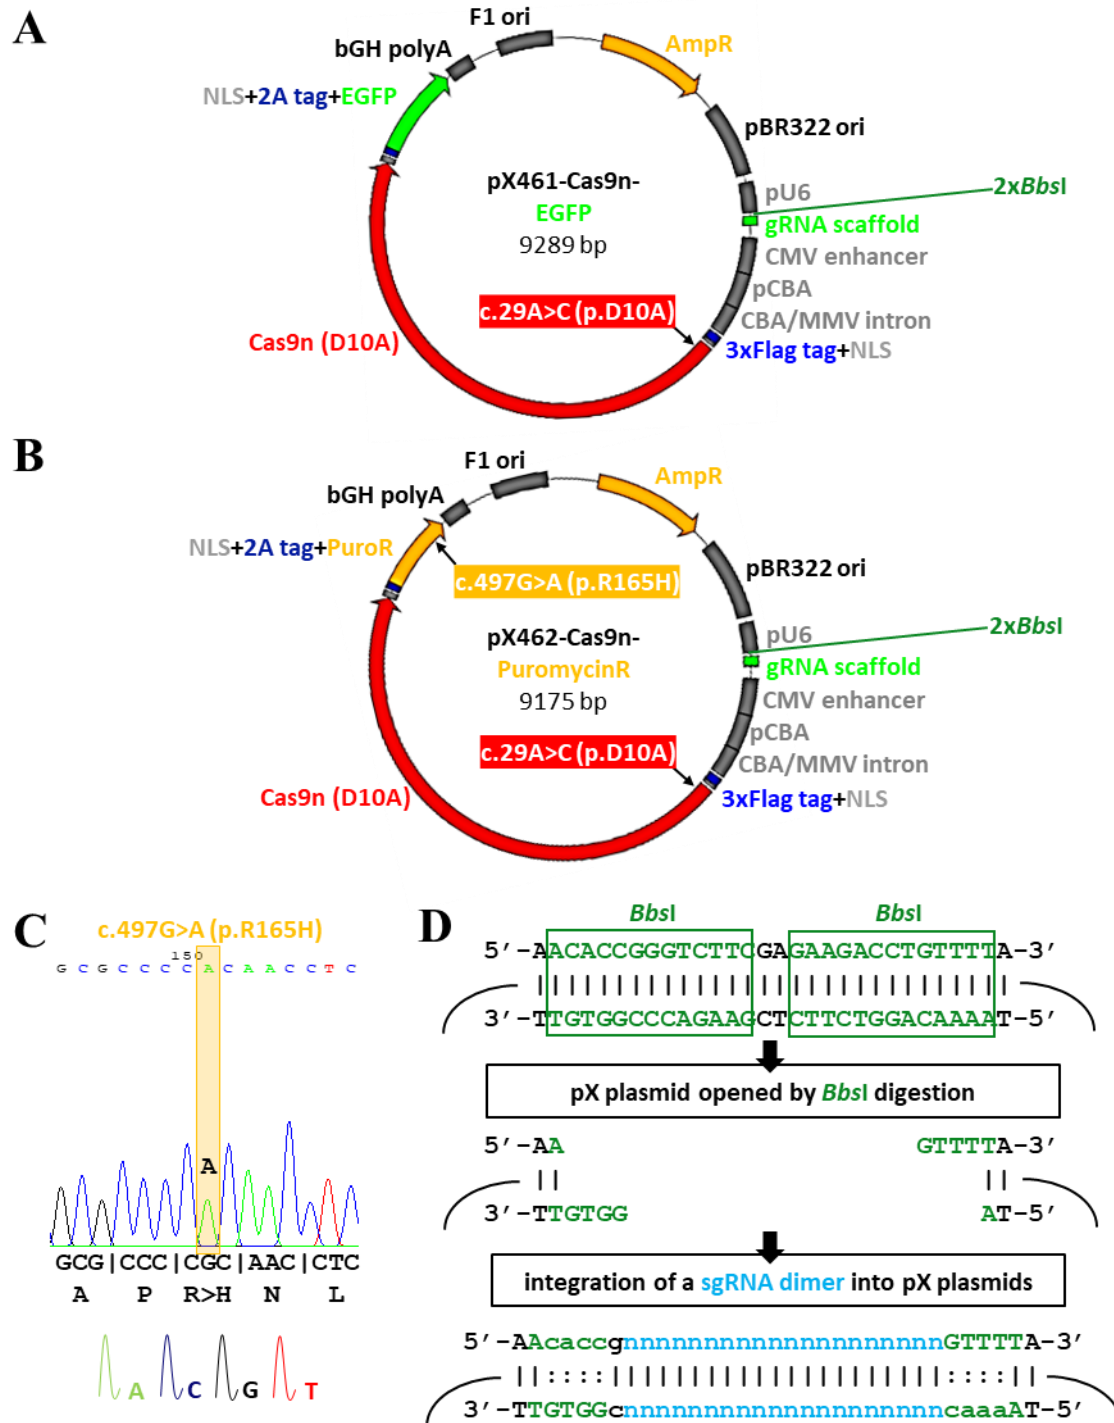 A
F1 ori
AmpR
bGH polyA
NLS+2A tag+EGFP
pBR322 ori
pX461-Cas9n-
EGFP
9289 bp
2xBbsI
pU6
gRNA scaffold
CMV enhancer
pCBA
c.29A>C (p.D10A)
CBA/MMV intron
Cas9n (D10A)
3xFlag tag+NLS
B
F1 ori
AmpR
bGH polyA
NLS+2A tag+PuroR
pBR322 ori
c.497G>A (p.R165H)
pX462-Cas9n-
PuromycinR
9175 bp
2xBbsI
pU6
gRNA scaffold
CMV enhancer
pCBA
c.29A>C (p.D10A)
CBA/MMV intron
Cas9n (D10A)
3xFlag tag+NLS
C
c.497G>A (p.R165H)
150
G C G C C C C A C A A C C T C
A
GCG|CCC|CGC|AAC|CTC
A P R>H N L
A C G T
D
BbsI BbsI
5′-AACACCGGGTCTTCGAGAAGACCTGTTTTA-3′
3′-TTGTGGCCCAGAAGCTCTTCTGGACAAAAT-5′
pX plasmid opened by BbsI digestion
5′-AA GTTTTA-3′
3′-TTGTGG AT-5′
integration of a sgRNA dimer into pX plasmids
5′-AAcaccgnnnnnnnnnnnnnnnnnnnnGTTTTA-3′
3′-TTGTGGcnnnnnnnnnnnnnnnnnnnncaaaAT-5′